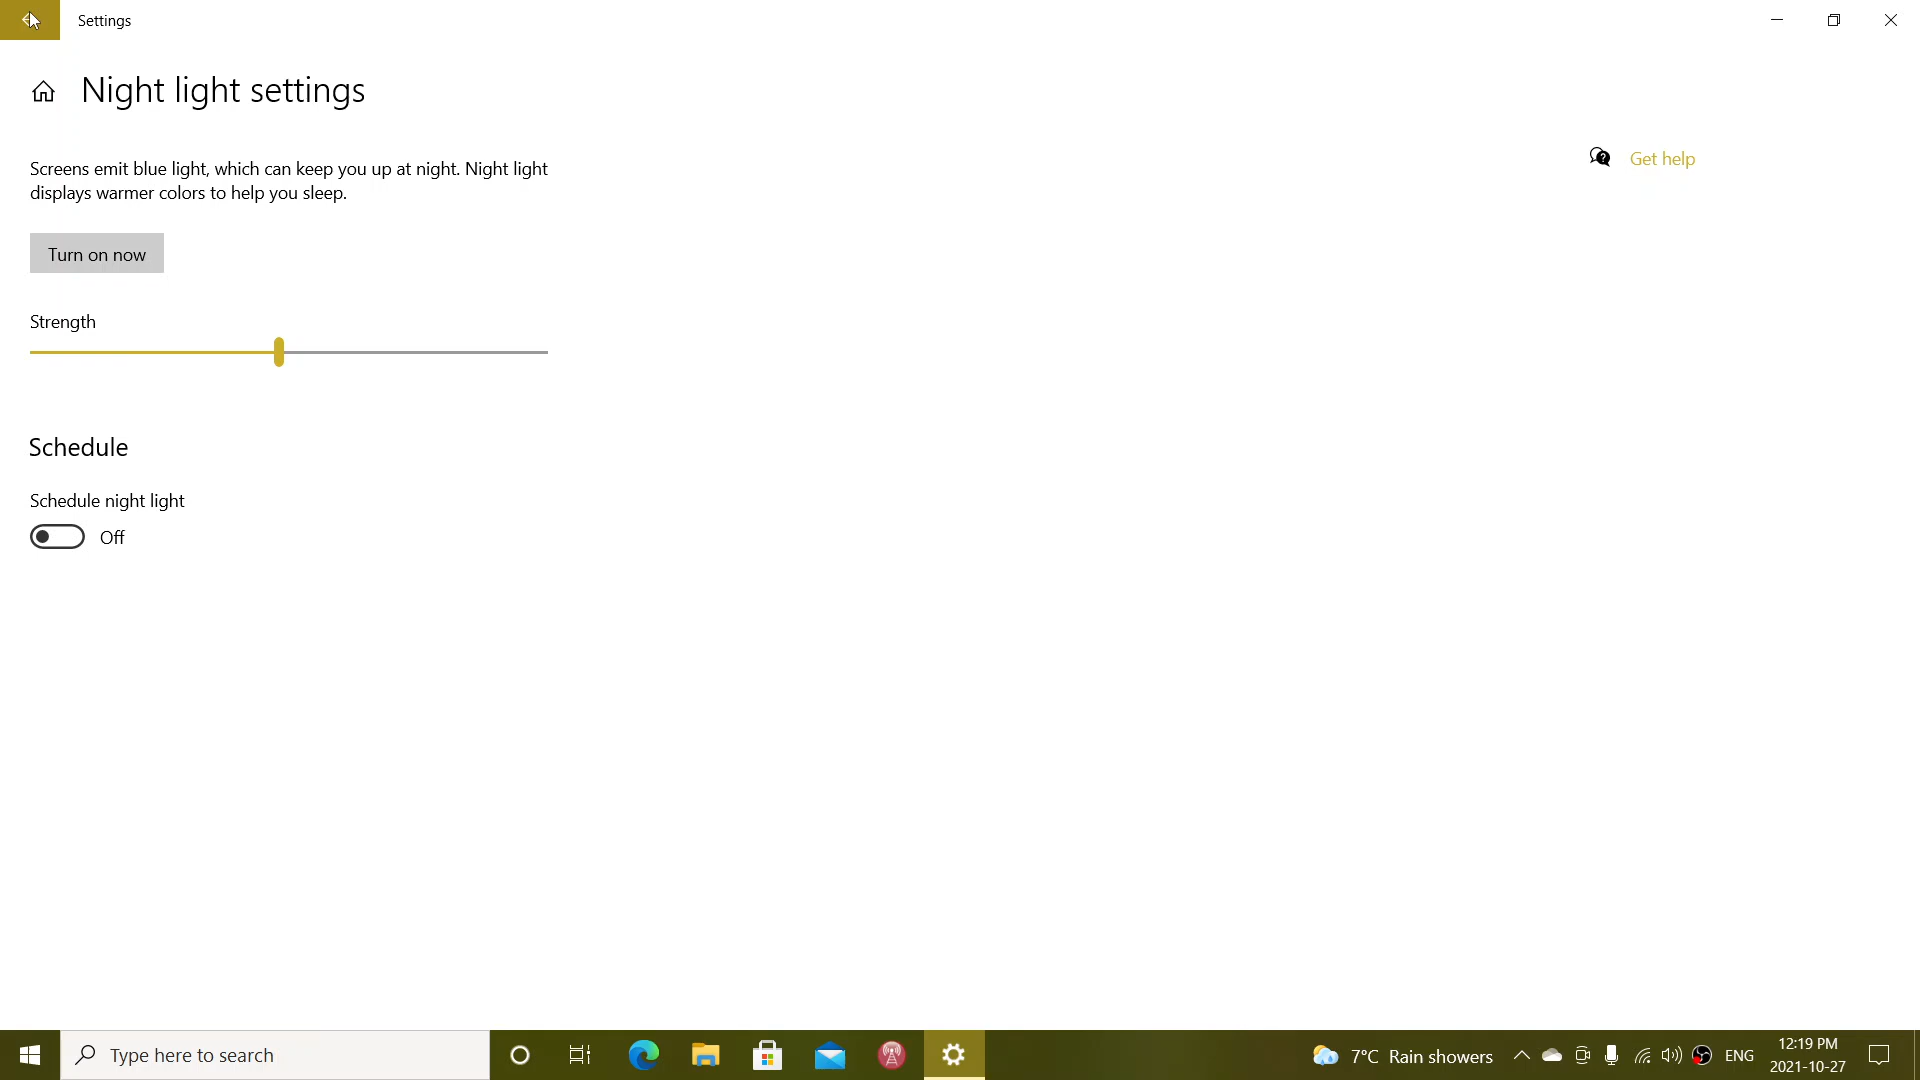 Settings
Night light settings
Screens emit blue light, which can keep you up at night. Night light
displays warmer colors to help you sleep.
Get help
Turn on now
Strength
Schedule
Schedule night light
Off
Type here to search
7°C Rain showers
ENG
12:19 PM
2021-10-27